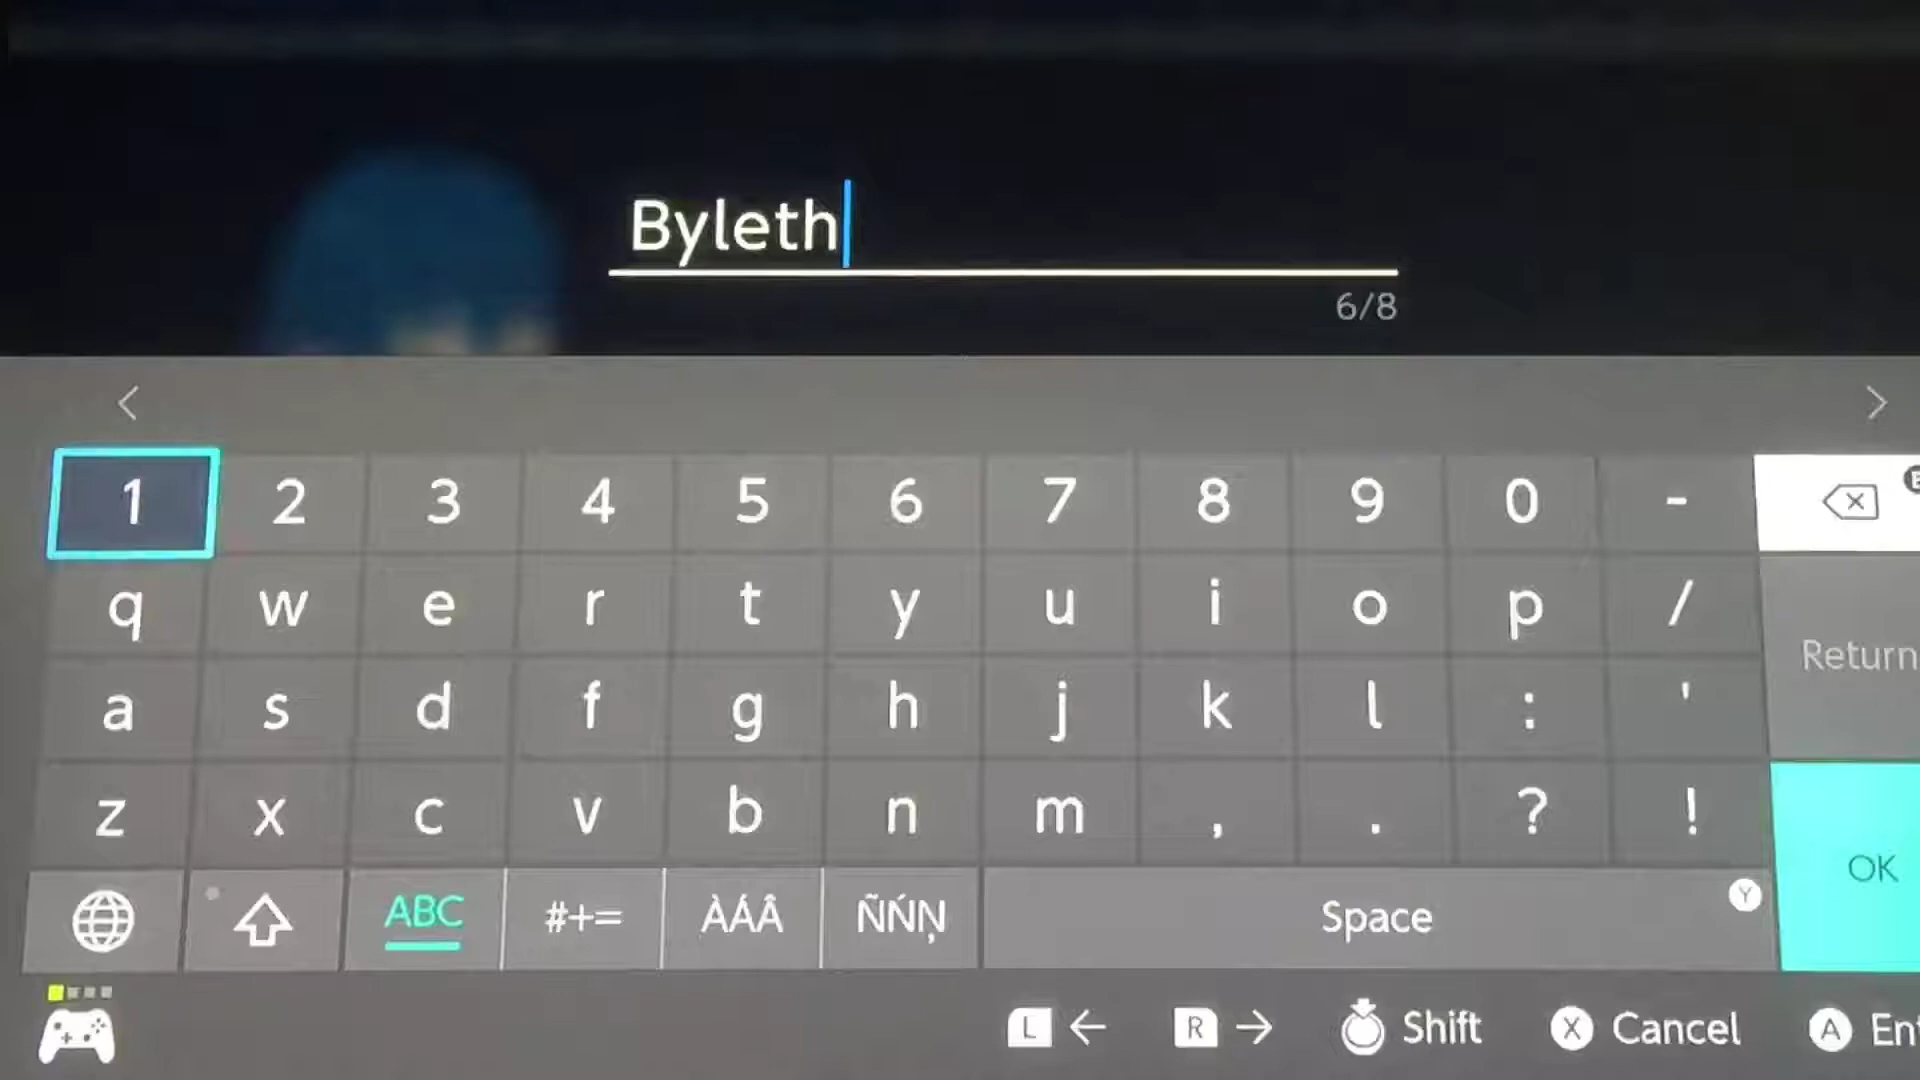 Byleth
6/8
1 2 3 4 5 6 7 8 9 0 -
q w e r t y u i o p /
Return
a s d f g h j k l : '
z x c v b n m , . ? !
OK
ABC #+= ÀÁÂ ÑŃŅ Space Y
L ← R → Shift X Cancel A